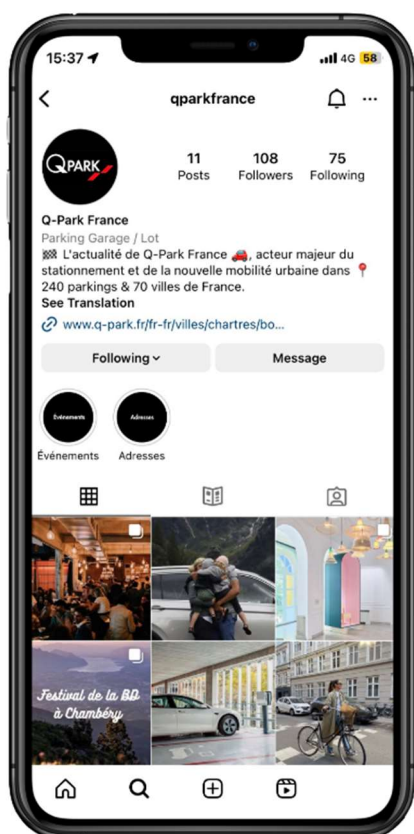 15:37
4G 58
qparkfrance
QPARK
11
Posts
108
Followers
75
Following
Q-Park France
Parking Garage / Lot
L'actualité de Q-Park France , acteur majeur du
stationnement et de la nouvelle mobilité urbaine dans
240 parkings & 70 villes de France.
See Translation
www.q-park.fr/fr-fr/villes/chartres/bo...
Following
Message
Événements
Adresses
Événements
Adresses
Festival de la BD
à Chambéry